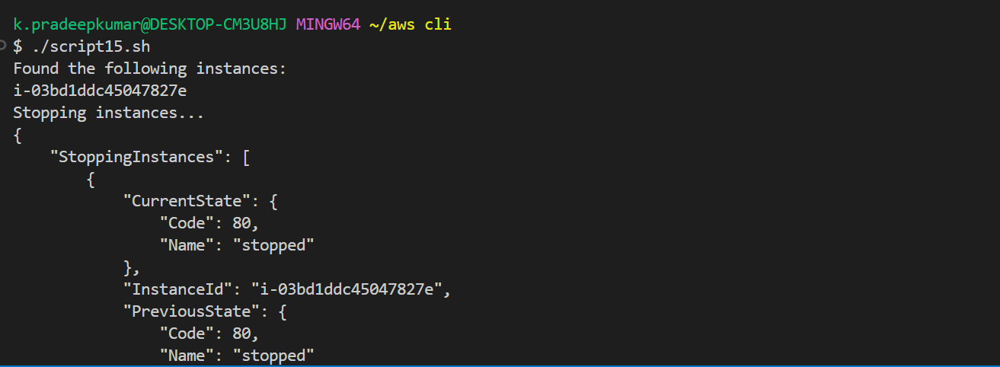 k.pradeepkumar@DESKTOP-CM3U8HJ MINGW64 ~/aws cli
$ ./script15.sh
Found the following instances:
i-03bd1ddc45047827e
Stopping instances...
{
    "StoppingInstances": [
        {
            "CurrentState": {
                "Code": 80,
                "Name": "stopped"
            },
            "InstanceId": "i-03bd1ddc45047827e",
            "PreviousState": {
                "Code": 80,
                "Name": "stopped"